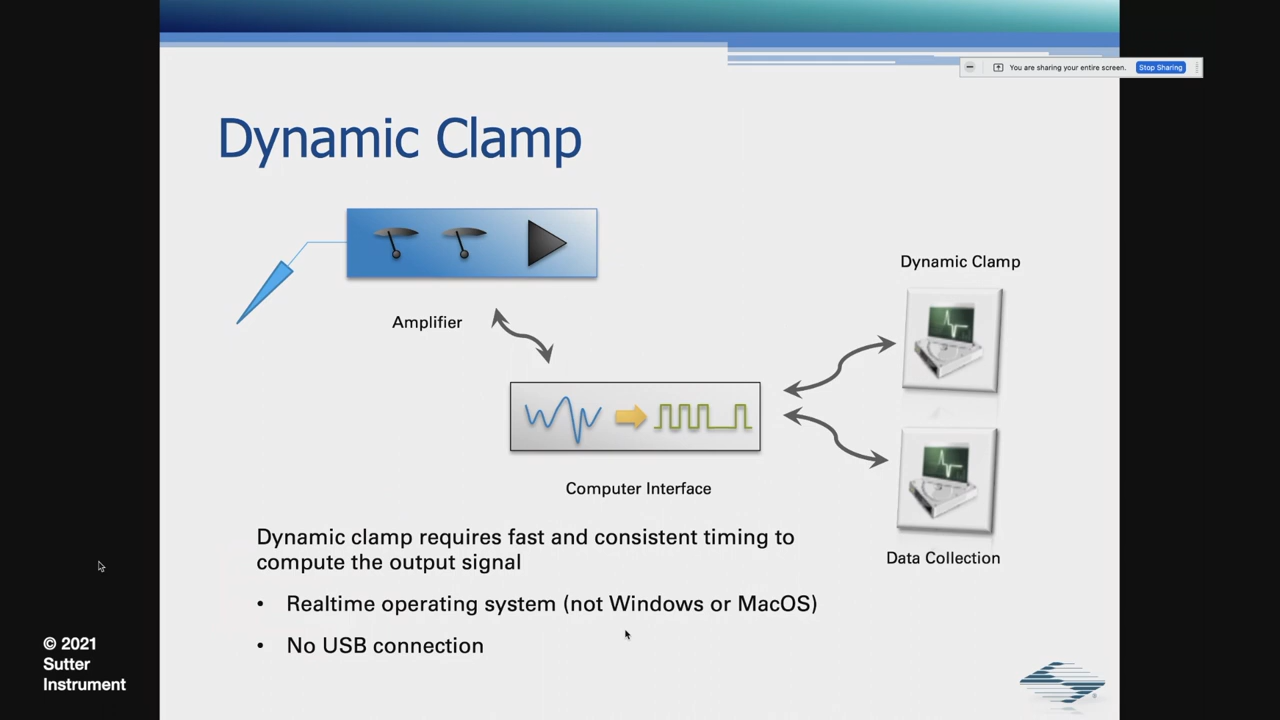 You are sharing your entire screen.
Stop Sharing
Dynamic Clamp
Dynamic Clamp
Amplifier
Computer Interface
Dynamic clamp requires fast and consistent timing to
compute the output signal
Data Collection
• Realtime operating system (not Windows or MacOS)
• No USB connection
© 2021
Sutter
Instrument